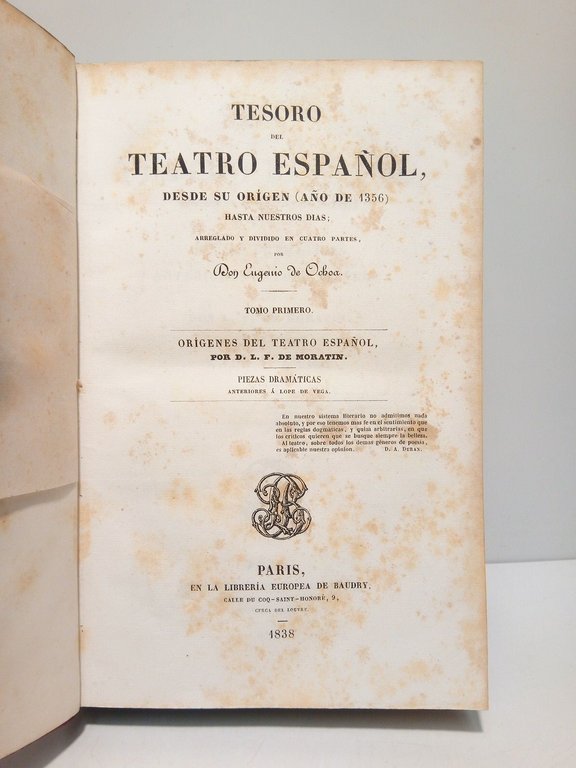 TESORO
DEL
TEATRO ESPAÑOL,
DESDE SU ORÍGEN (AÑO DE 1356)
HASTA NUESTROS DIAS;
ARREGLADO Y DIVIDIDO EN CUATRO PARTES,
POR
Don Eugenio de Ochoa.
TOMO PRIMERO.
ORÍGENES DEL TEATRO ESPAÑOL,
POR D. L. F. DE MORATIN.
PIEZAS DRAMÁTICAS
ANTERIORES Á LOPE DE VEGA.
En nuestro sistema literario no admitimos nada
absoluto, y por eso tenemos mas fe en el sentimiento que
en las reglas dogmáticas, y quizá arbitrarias, en que
los críticos quieren que se busque siempre la belleza.
Al teatro, sobre todos los demas géneros de poesía,
es aplicable nuestra opinion. D. A. DURAN.
PARIS,
EN LA LIBRERÍA EUROPEA DE BAUDRY,
CALLE DU COQ-SAINT-HONORÉ, 9,
CERCA DEL LOUVRE.
1838